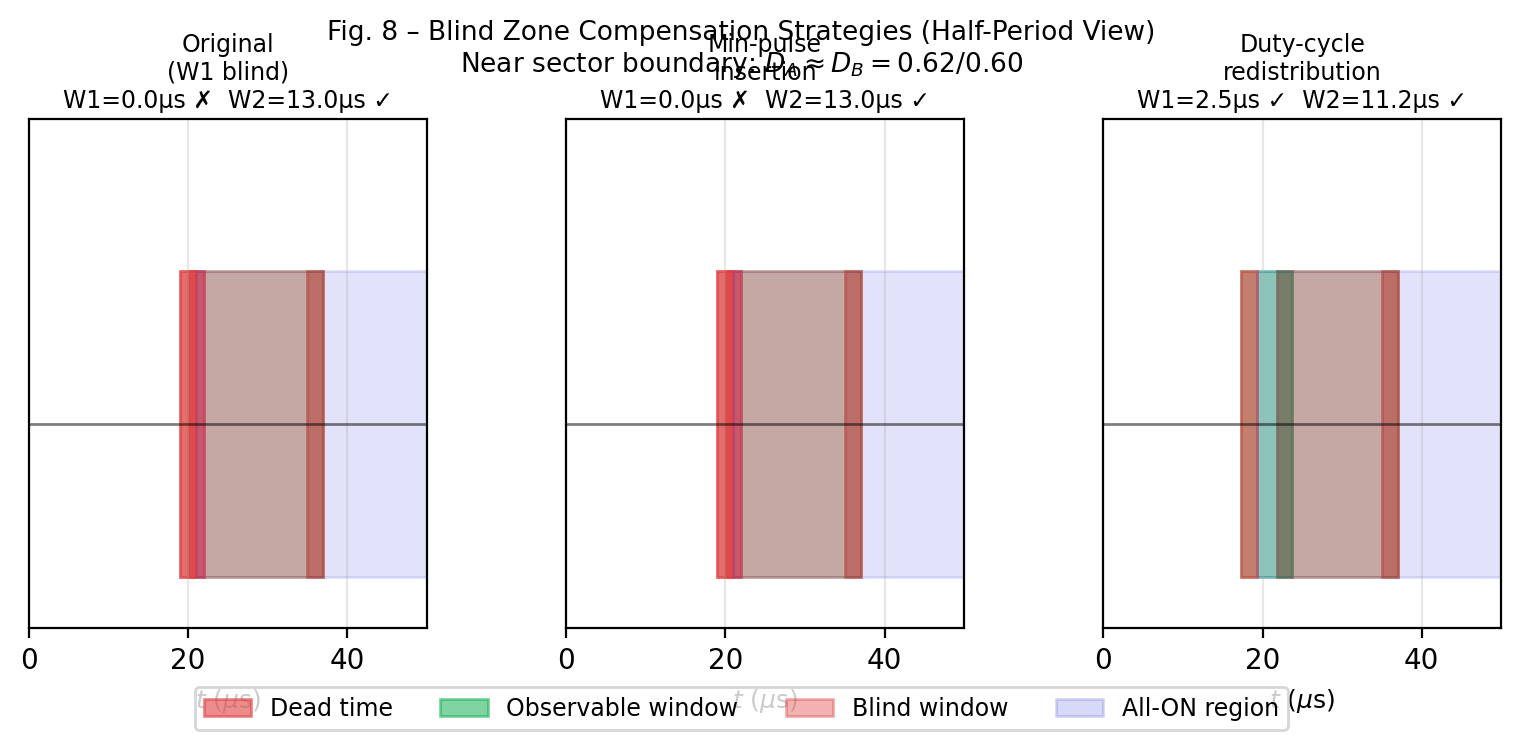 Fig. 8 – Blind Zone Compensation Strategies (Half-Period View)
Near sector boundary: D_A ≈ D_B = 0.62/0.60
Original
(W1 blind)
W1=0.0μs ✗ W2=13.0μs ✓
Min-pulse
insertion
W1=0.0μs ✗ W2=13.0μs ✓
Duty-cycle
redistribution
W1=2.5μs ✓ W2=11.2μs ✓
0 20 40
0 20 40
0 20 40
t (μs)
t (μs)
t (μs)
Dead time
Observable window
Blind window
All-ON region